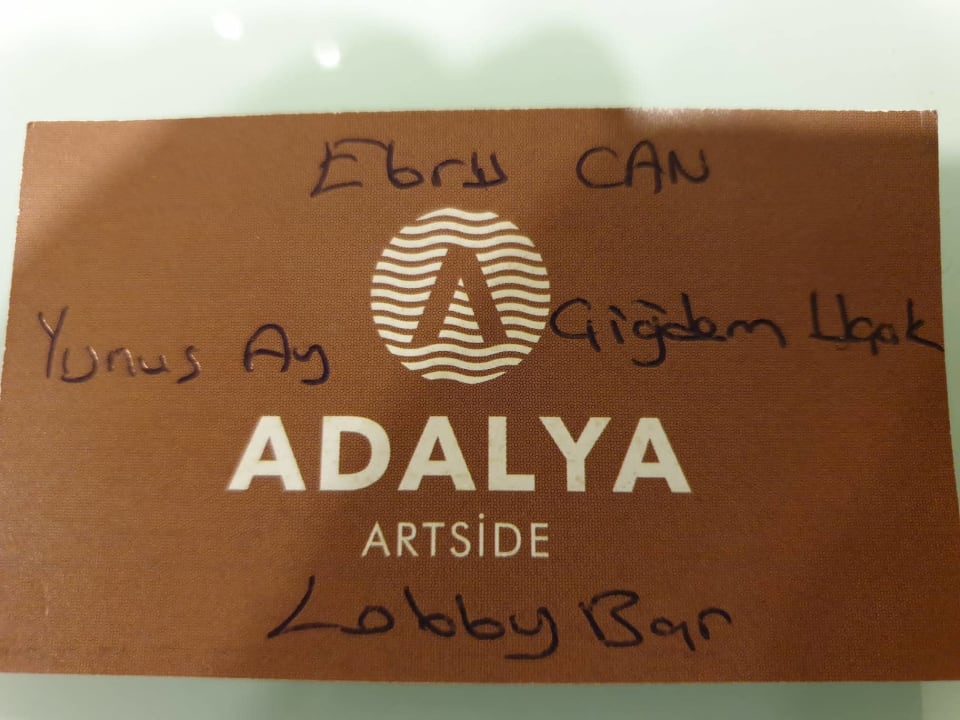 Ebru CAN
Yunus Ay
Çiğdem Uçak
ADALYA
ARTSİDE
Lobby Bar